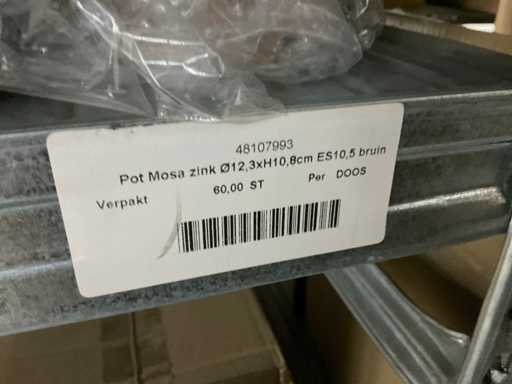 48107993
Pot Mosa zink Ø12,3xH10,8cm ES10,5 bruin
Verpakt 60,00 ST Per DOOS